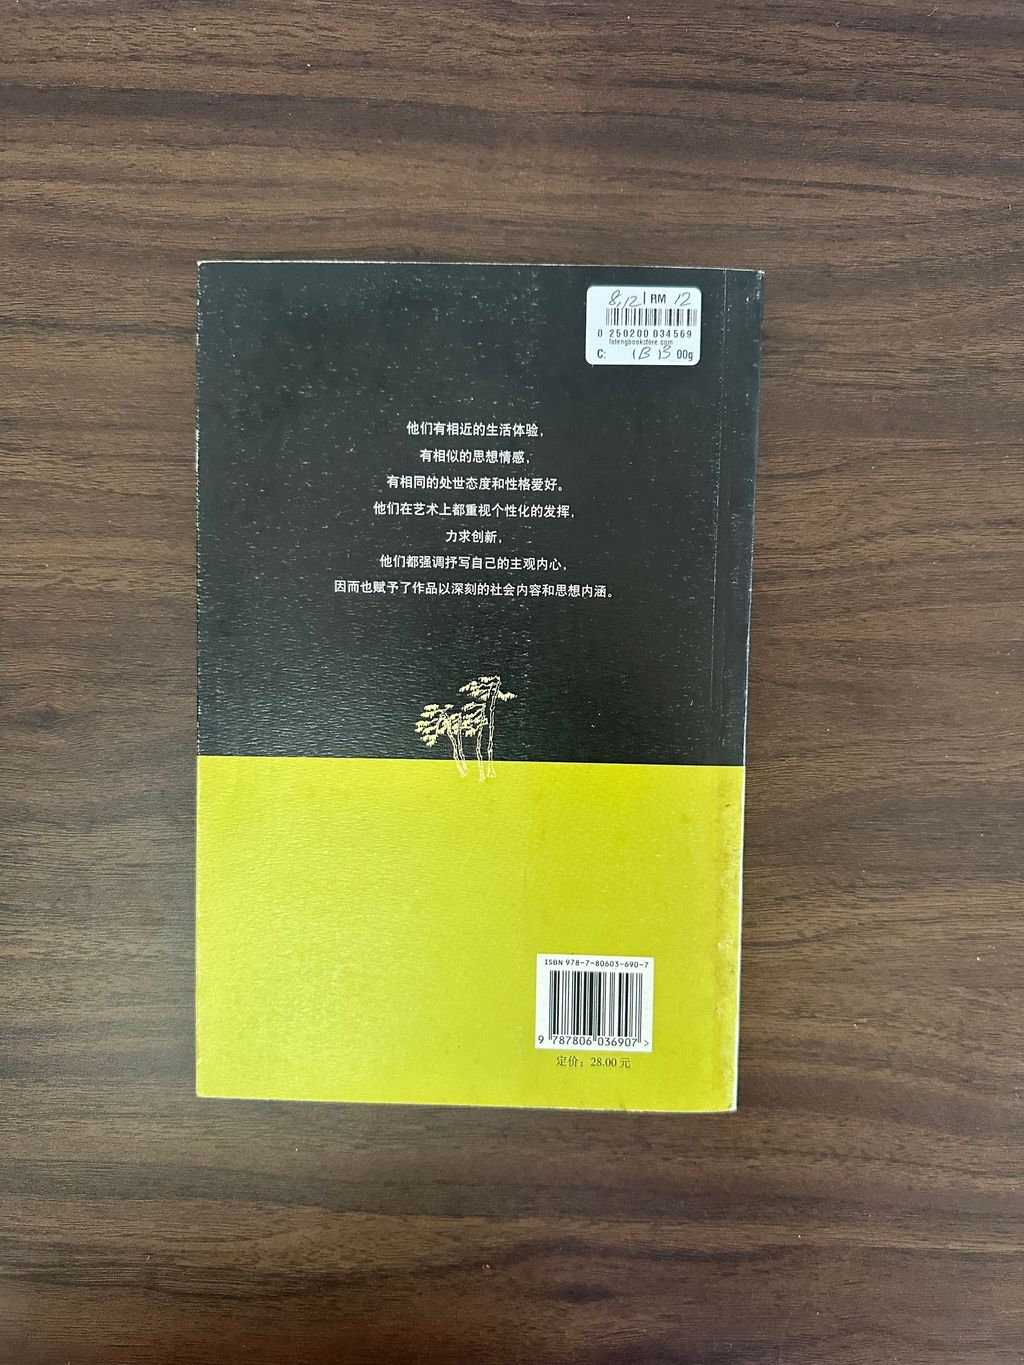 8,12 RM 12
0 250200 034569
lotengbookstore.com
C: 00g
他们有相近的生活体验，
有相似的思想情感，
有相同的处世态度和性格爱好。
他们在艺术上都重视个性化的发挥，
力求创新，
他们都强调抒写自己的主观内心，
因而也赋予了作品以深刻的社会内容和思想内涵。
ISBN 978-7-80603-690-7
9 787806 036907 >
定价：28.00 元